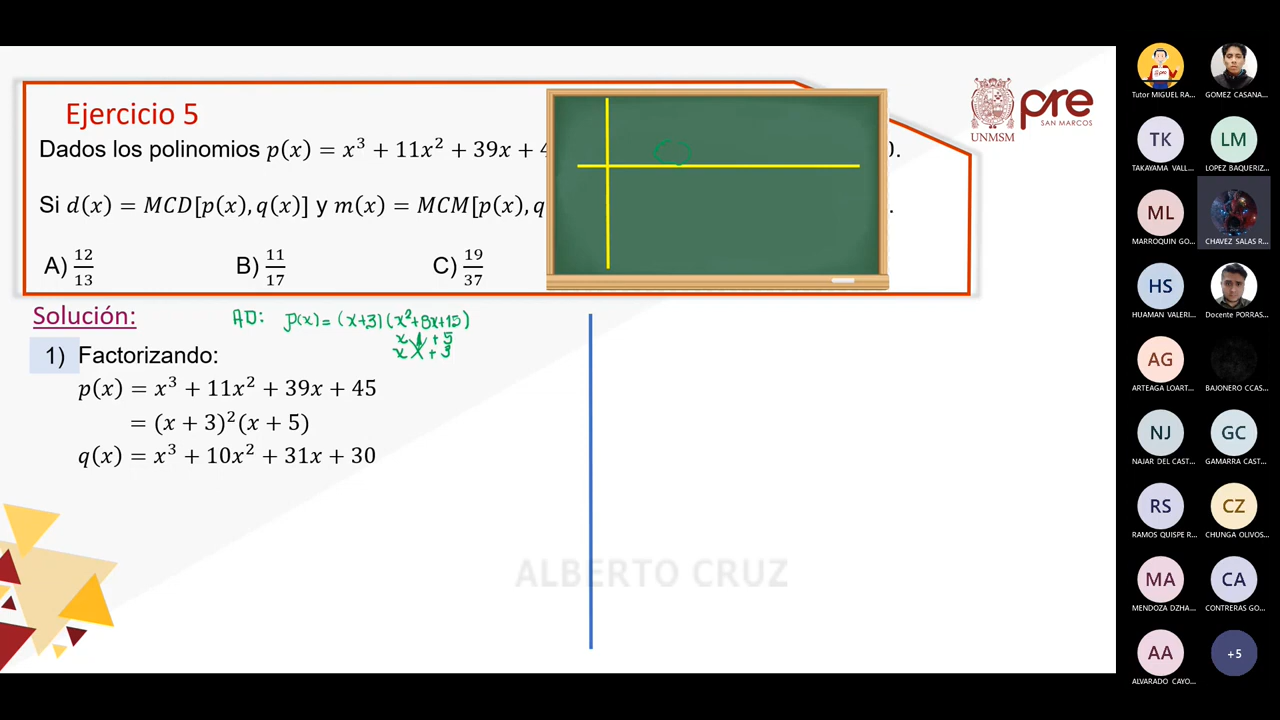 Ejercicio 5
Dados los polinomios p(x) = x³ + 11x² + 39x + 4
Si d(x) = MCD[p(x), q(x)] y m(x) = MCM[p(x), q
A) 12/13 B) 11/17 C) 19/37
UNMSM
pre
SAN MARCOS
Solución:
AD: p(x) = (x+3)(x²+8x+15)
x +5
x +3
1) Factorizando:
p(x) = x³ + 11x² + 39x + 45
= (x + 3)²(x + 5)
q(x) = x³ + 10x² + 31x + 30
ALBERTO CRUZ
Tutor MIGUEL RA... GOMEZ CASANA...
TK LM
TAKAYAMA VALL... LOPEZ BAQUERIZ...
ML
MARROQUIN GO... CHAVEZ SALAS R...
HS
HUAMAN VALERI... Docente PORRAS...
AG
ARTEAGA LOART... BAJONERO CCAS...
NJ GC
NAJAR DEL CAST... GAMARRA CAST...
RS CZ
RAMOS QUISPE R... CHUNGA OLIVOS...
MA CA
MENDOZA DZHA... CONTRERAS GO...
AA +5
ALVARADO CAYO...